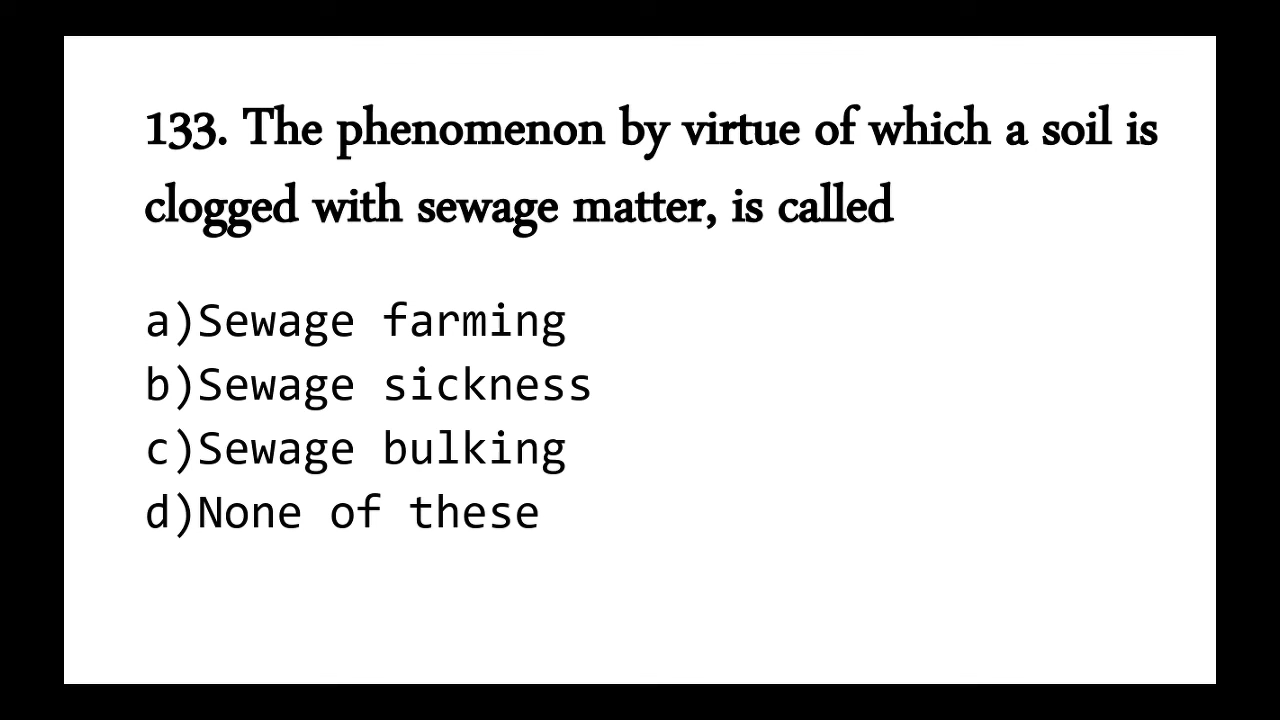 133. The phenomenon by virtue of which a soil is
clogged with sewage matter, is called
a)Sewage farming
b)Sewage sickness
c)Sewage bulking
d)None of these